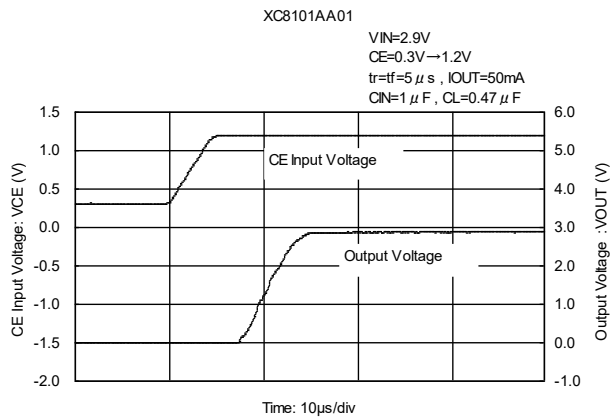 XC8101AA01
VIN=2.9V
CE=0.3V→1.2V
tr=tf=5μs , IOUT=50mA
CIN=1μF , CL=0.47μF
CE Input Voltage: VCE (V)
1.5
1.0
0.5
0.0
-0.5
-1.0
-1.5
-2.0
CE Input Voltage
Output Voltage
6.0
5.0
4.0
3.0
2.0
1.0
0.0
-1.0
Output Voltage :VOUT (V)
Time: 10μs/div